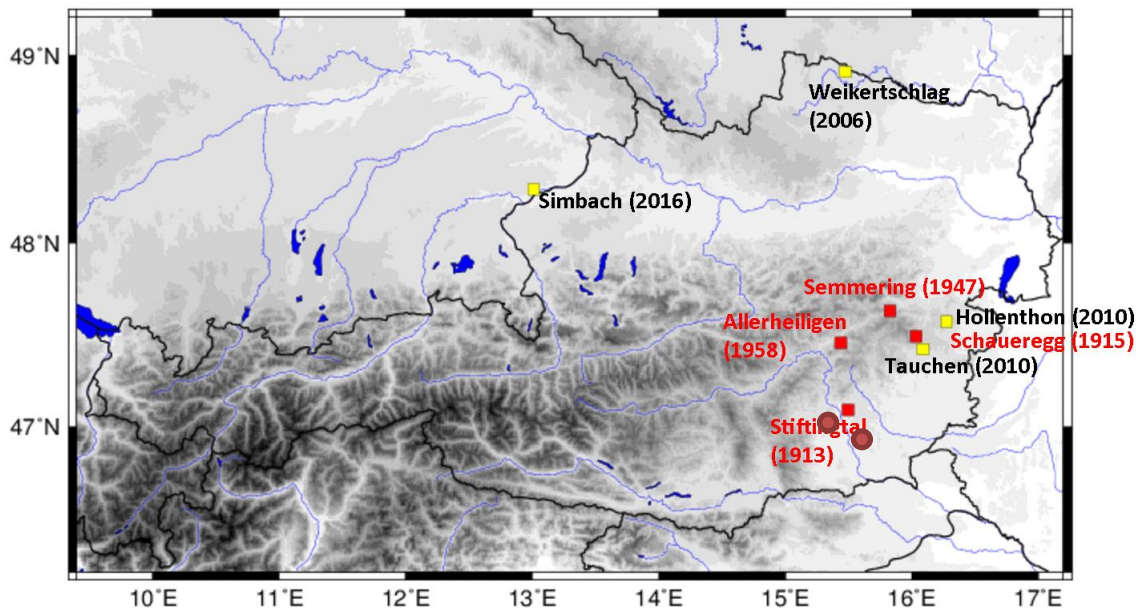 49°N
Weikertschlag
(2006)
Simbach (2016)
48°N
Semmering (1947)
Allerheiligen
(1958)
Hollenthon (2010)
Schaueregg (1915)
Tauchen (2010)
47°N
Stiftingtal
(1913)
10°E
11°E
12°E
13°E
14°E
15°E
16°E
17°E